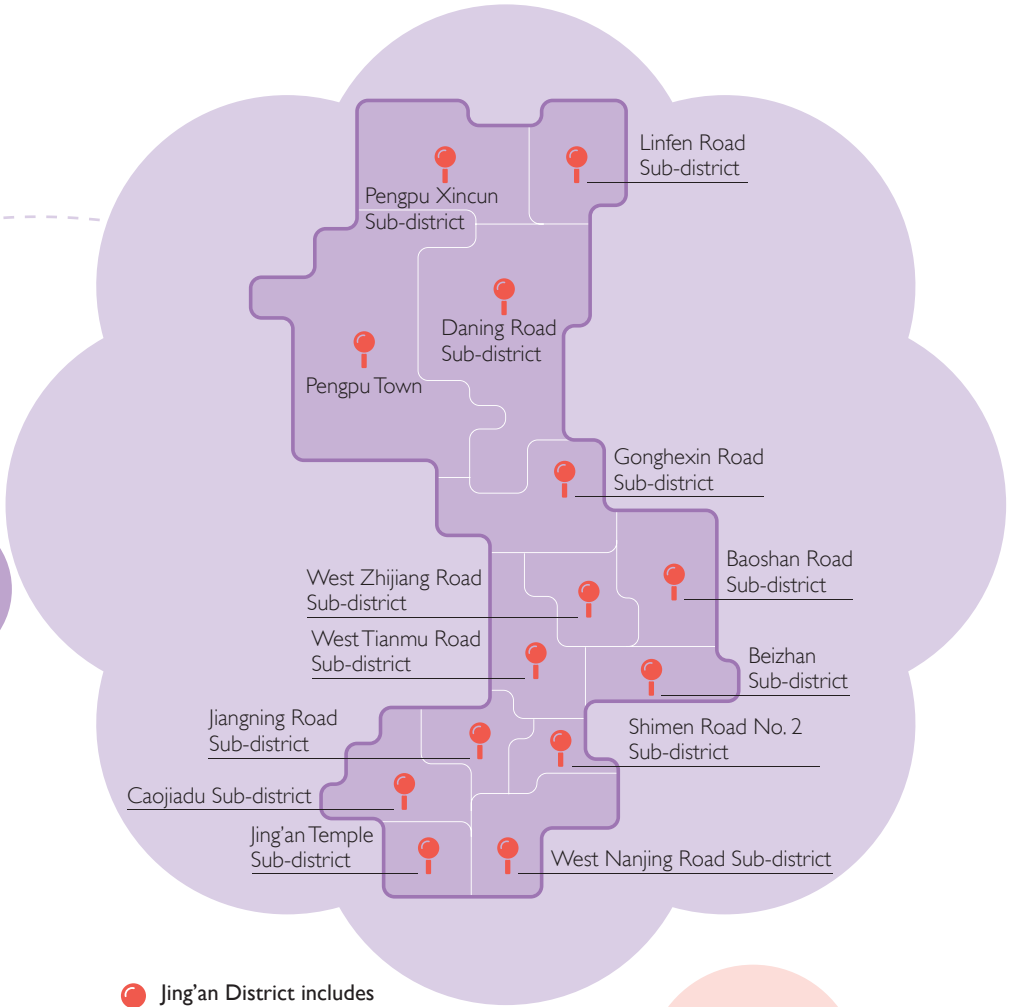 Linfen Road
Sub-district
Pengpu Xincun
Sub-district
Daning Road
Sub-district
Pengpu Town
Gonghexin Road
Sub-district
Baoshan Road
Sub-district
West Zhijiang Road
Sub-district
West Tianmu Road
Sub-district
Beizhan
Sub-district
Jiangning Road
Sub-district
Shimen Road No. 2
Sub-district
Caojiadu Sub-district
Jing'an Temple
Sub-district
West Nanjing Road Sub-district
Jing'an District includes